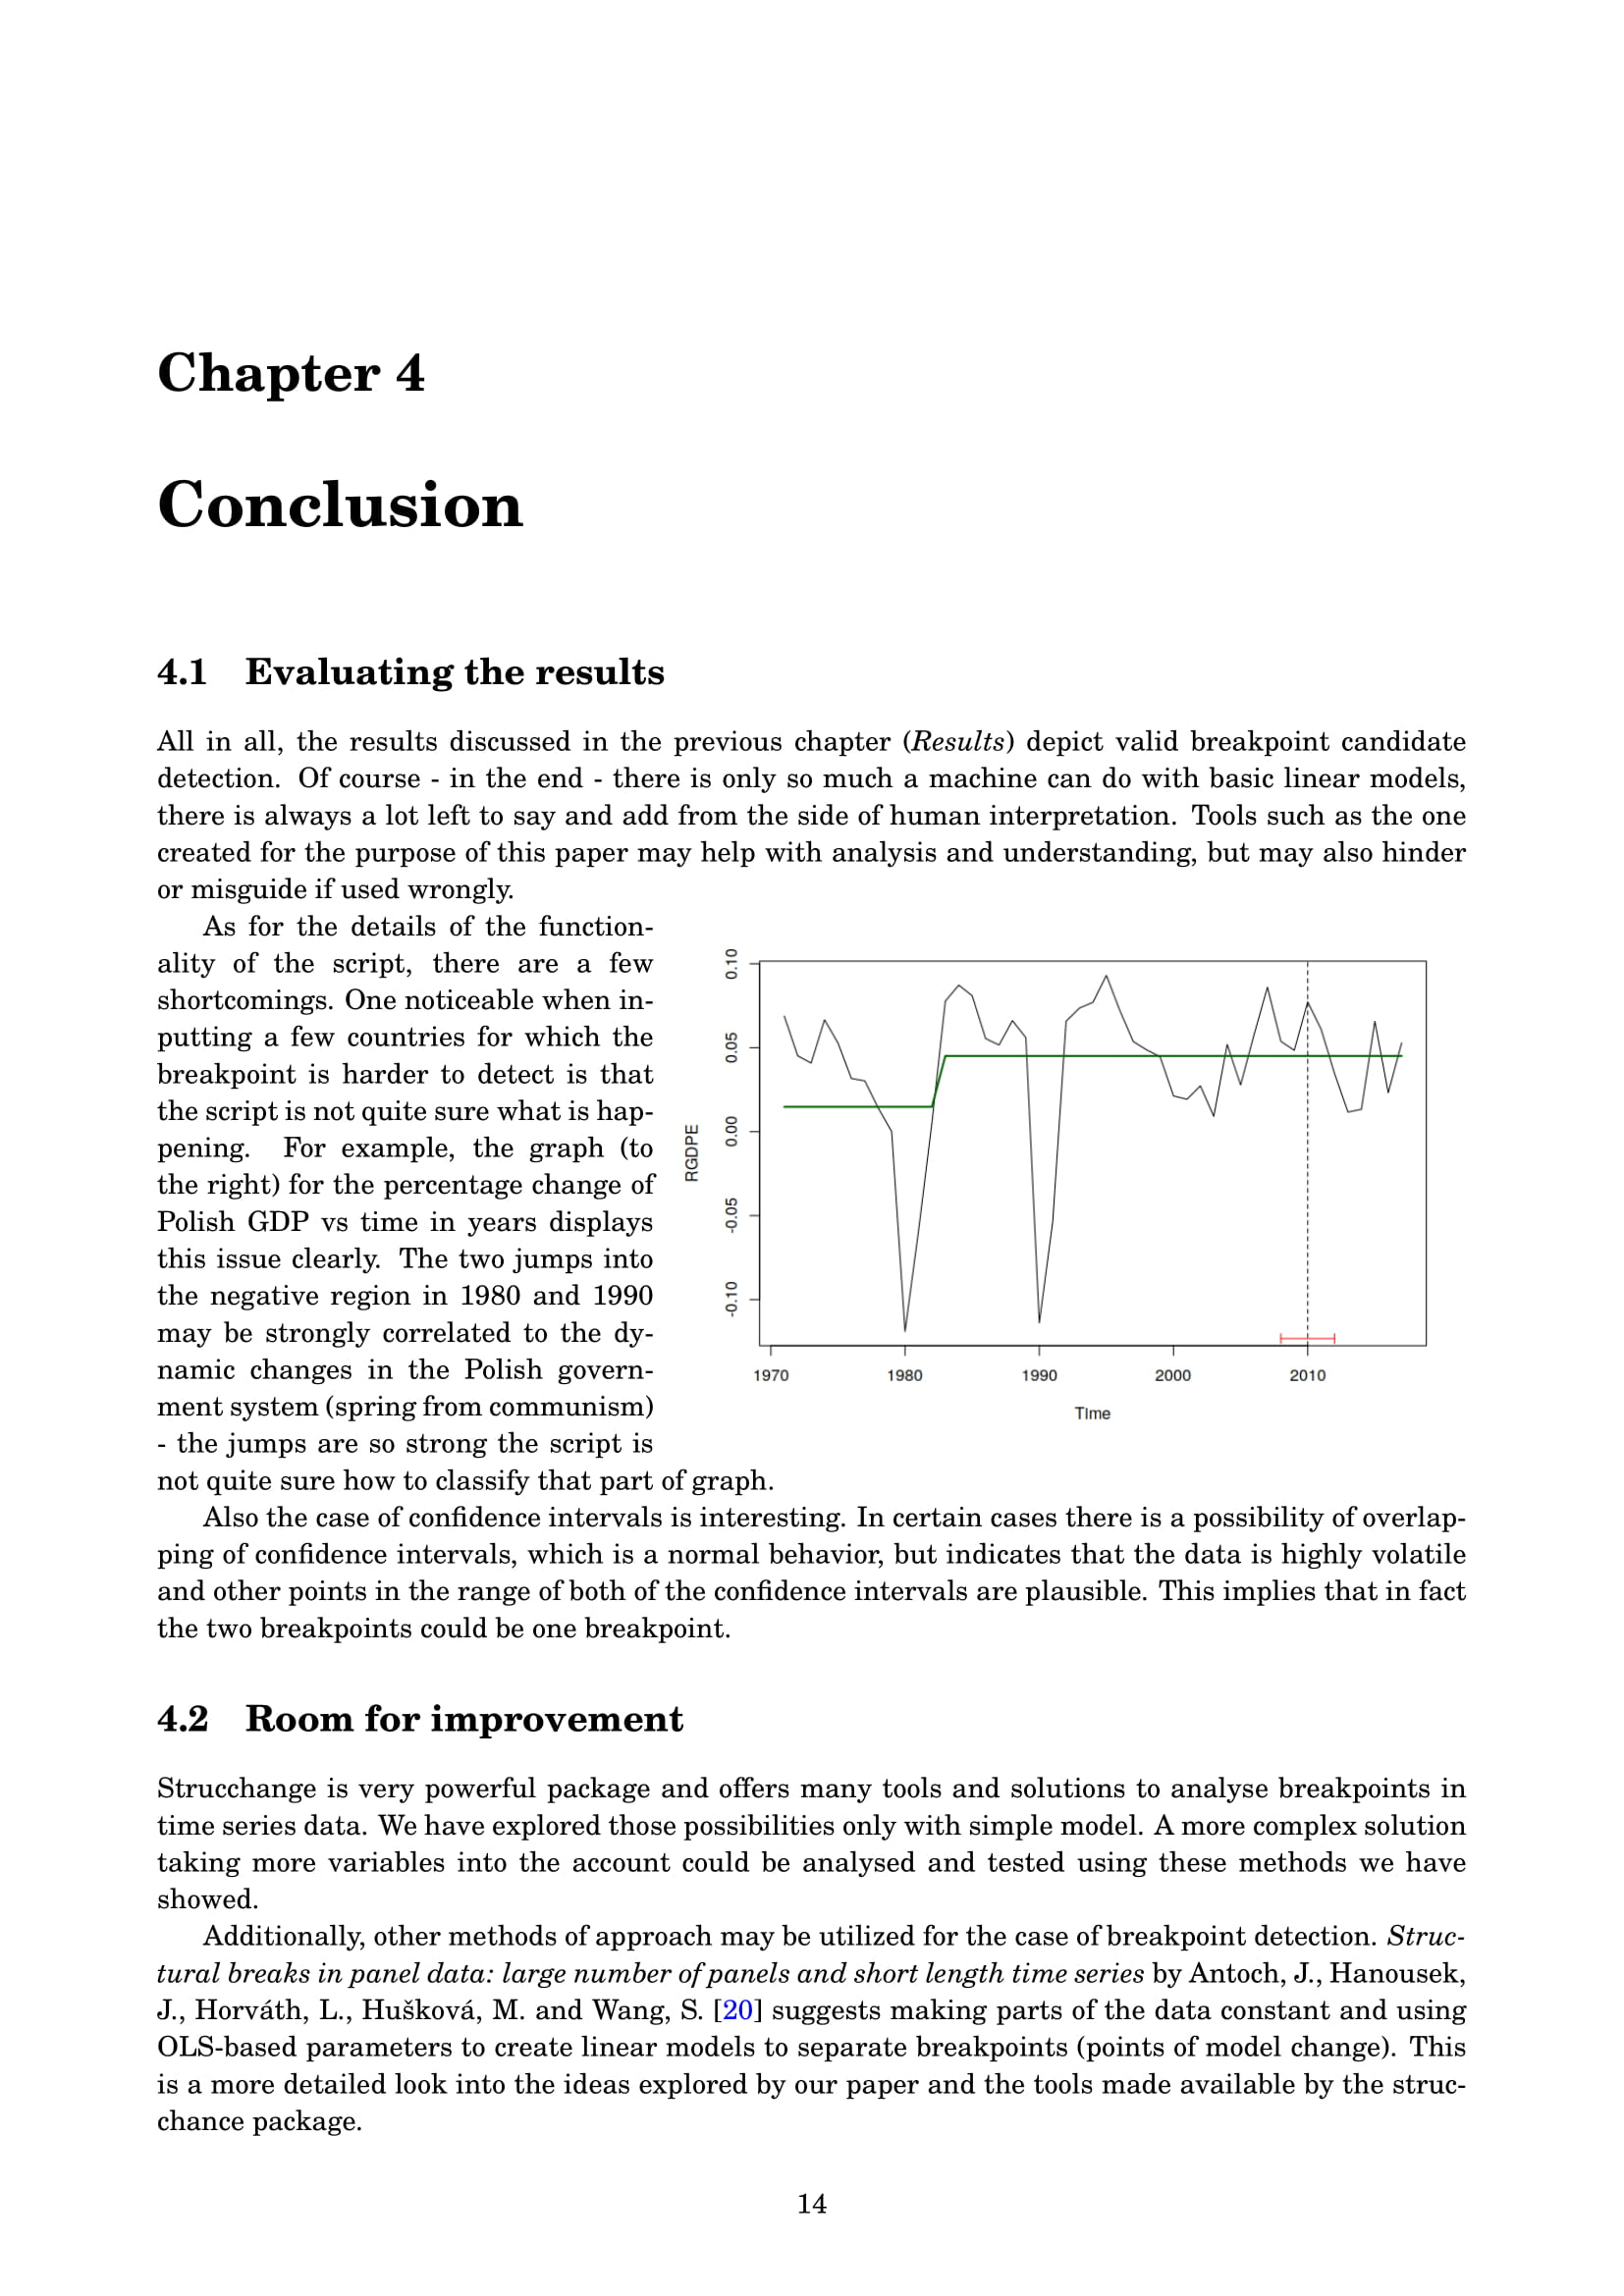 Chapter 4
Conclusion
4.1 Evaluating the results
All in all, the results discussed in the previous chapter (Results) depict valid breakpoint candidate
detection. Of course - in the end - there is only so much a machine can do with basic linear models,
there is always a lot left to say and add from the side of human interpretation. Tools such as the one
created for the purpose of this paper may help with analysis and understanding, but may also hinder
or misguide if used wrongly.
As for the details of the function-
ality of the script, there are a few
shortcomings. One noticeable when in-
putting a few countries for which the
breakpoint is harder to detect is that
the script is not quite sure what is hap-
pening. For example, the graph (to
the right) for the percentage change of
Polish GDP vs time in years displays
this issue clearly. The two jumps into
the negative region in 1980 and 1990
may be strongly correlated to the dy-
namic changes in the Polish govern-
ment system (spring from communism)
- the jumps are so strong the script is
not quite sure how to classify that part of graph.
RGDPE
0.10
0.05
0.00
-0.05
-0.10
1970 1980 1990 2000 2010
Time
Also the case of confidence intervals is interesting. In certain cases there is a possibility of overlap-
ping of confidence intervals, which is a normal behavior, but indicates that the data is highly volatile
and other points in the range of both of the confidence intervals are plausible. This implies that in fact
the two breakpoints could be one breakpoint.
4.2 Room for improvement
Strucchange is very powerful package and offers many tools and solutions to analyse breakpoints in
time series data. We have explored those possibilities only with simple model. A more complex solution
taking more variables into the account could be analysed and tested using these methods we have
showed.
Additionally, other methods of approach may be utilized for the case of breakpoint detection. Struc-
tural breaks in panel data: large number of panels and short length time series by Antoch, J., Hanousek,
J., Horváth, L., Hušková, M. and Wang, S. [20] suggests making parts of the data constant and using
OLS-based parameters to create linear models to separate breakpoints (points of model change). This
is a more detailed look into the ideas explored by our paper and the tools made available by the struc-
chance package.
14